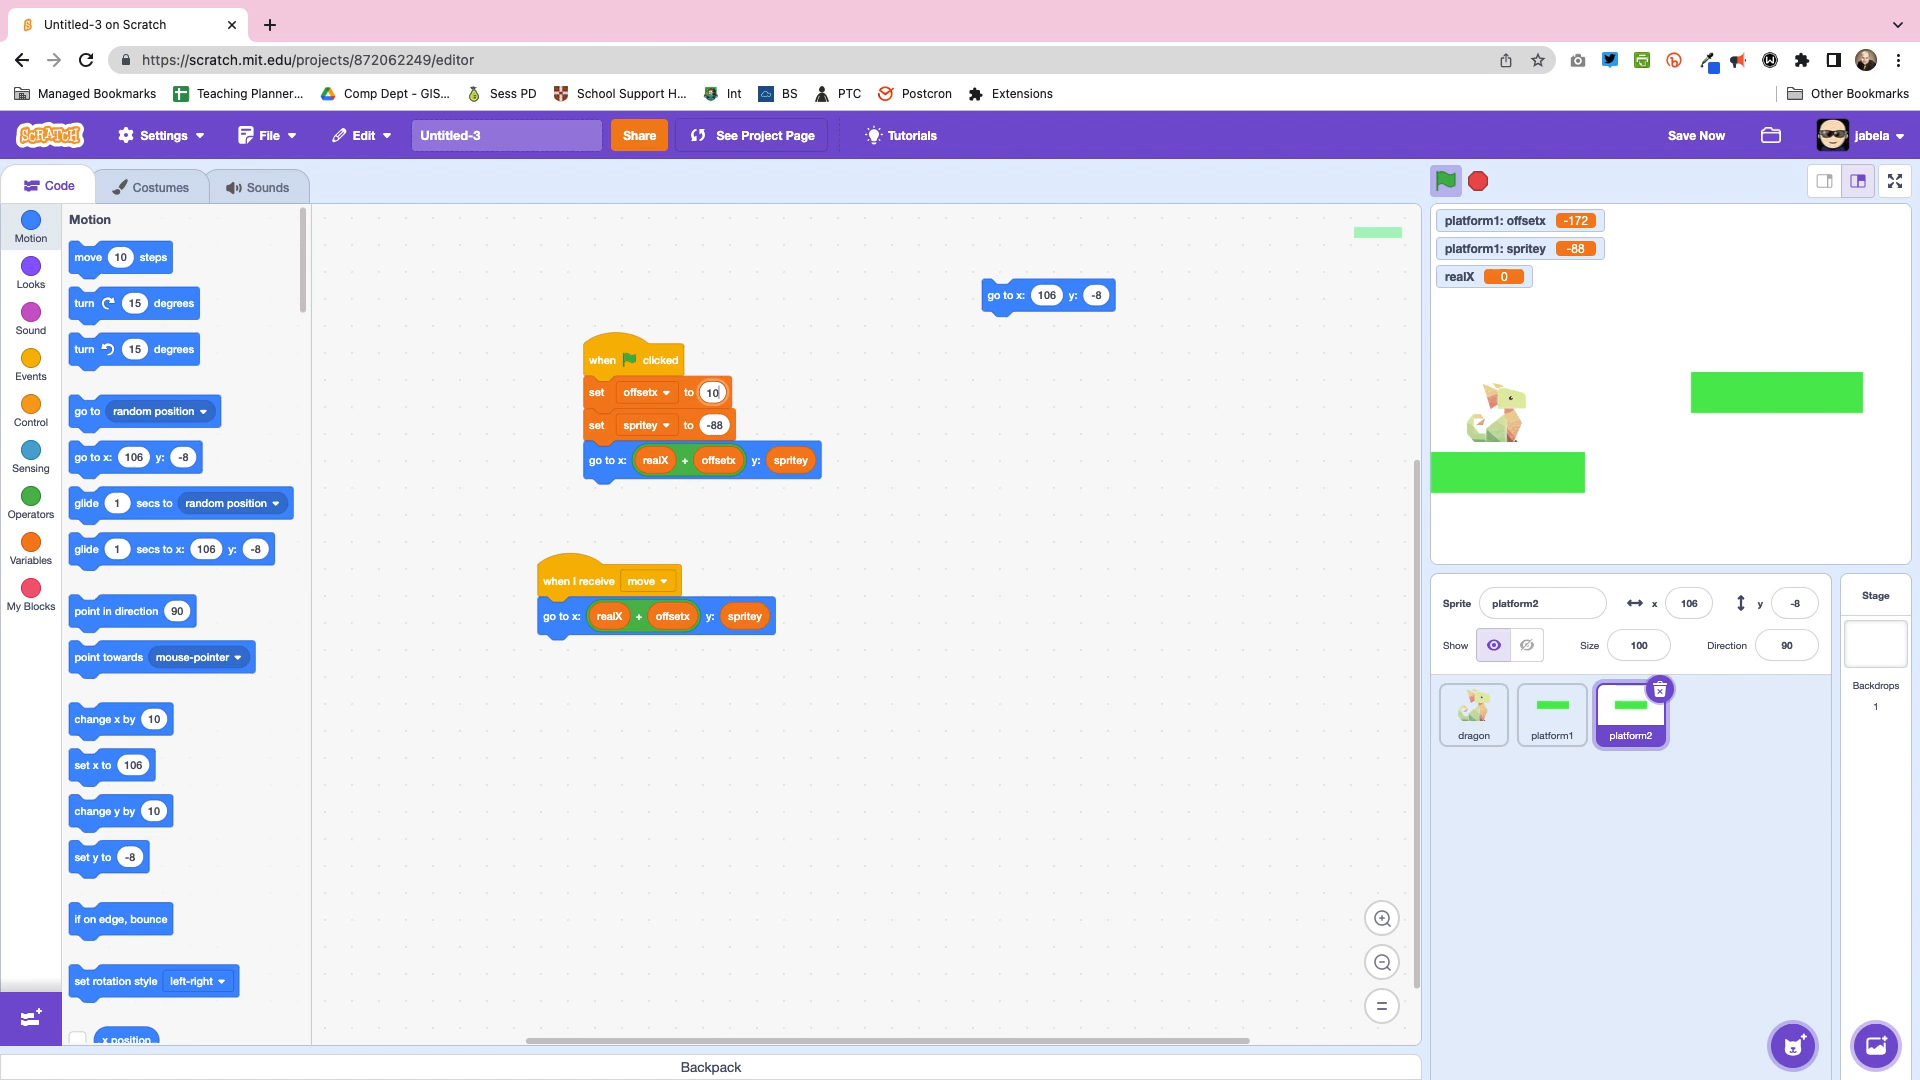 Untitled-3 on Scratch
https://scratch.mit.edu/projects/872062249/editor
Managed Bookmarks Teaching Planner... Comp Dept - GIS... Sess PD School Support H... Int BS PTC Postcron Extensions Other Bookmarks
SCRATCH Settings File Edit Untitled-3 Share See Project Page Tutorials Save Now jabela
Code Costumes Sounds
Motion
Looks
Sound
Events
Control
Sensing
Operators
Variables
My Blocks
Motion
move 10 steps
turn 15 degrees
turn 15 degrees
go to random position
go to x: 106 y: -8
glide 1 secs to random position
glide 1 secs to x: 106 y: -8
point in direction 90
point towards mouse-pointer
change x by 10
set x to 106
change y by 10
set y to -8
if on edge, bounce
set rotation style left-right
x position
go to x: 106 y: -8
when clicked
set offsetx to 10
set spritey to -88
go to x: realX + offsetx y: spritey
when I receive move
go to x: realX + offsetx y: spritey
platform1: offsetx -172
platform1: spritey -88
realX 0
Sprite platform2 x 106 y -8
Show Size 100 Direction 90
dragon platform1 platform2
Stage
Backdrops
1
Backpack